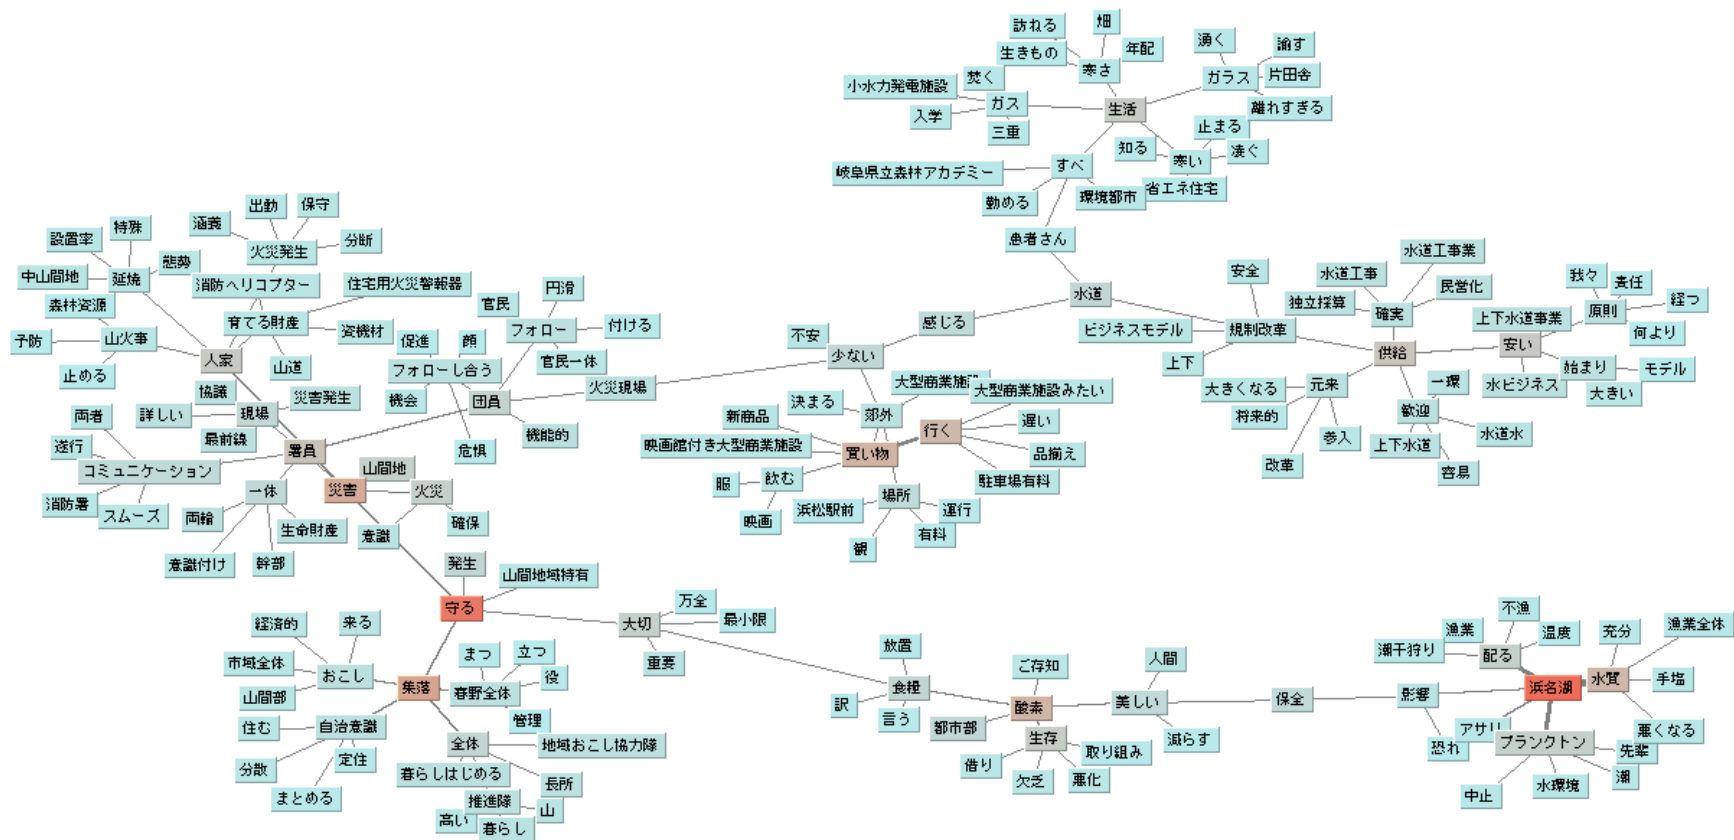 訪ねる
畑
生きもの
年配
寒さ
湧く
諭す
ガラス
片田舎
離れすぎる
焚く
小水力発電施設
ガス
入学
三重
生活
止まる
知る
寒い
凌ぐ
省エネ住宅
すべ
岐阜県立森林アカデミー
勤める
環境都市
患者さん
水道
感じる
少ない
不安
安全
規制改革
ビジネスモデル
上下
水道工事業
水道工事
独立採算
民営化
確実
供給
我々
責任
経つ
原則
何より
上下水道事業
安い
始まり
モデル
水ビジネス
大きい
大きくなる
元来
将来的
参入
改革
一環
歓迎
水道水
上下水道
容易
出動
保守
涵養
火災発生
分断
特殊
設置率
態勢
中山間地
延焼
消防ヘリコプター
住宅用火災警報器
森林資源
育てる財産
資機材
予防
山火事
山道
止める
人家
官民
円滑
フォロー
付ける
官民一体
促進
顔
フォローし合う
機会
団員
火災現場
機能的
危惧
協議
災害発生
詳しい
現場
最前線
両者
署員
遂行
コミュニケーション
消防署
スムーズ
一体
両輪
生命財産
意識付け
幹部
山間地
災害
火災
確保
意識
大型商業施設
大型商業施設みたい
決まる
郊外
新商品
行く
遅い
映画館付き大型商業施設
買い物
品揃え
服
飲む
駐車場有料
映画
場所
浜松駅前
運行
観
有料
発生
山間地域特有
守る
大切
万全
最小限
重要
経済的
来る
市域全体
おこし
山間部
まつ
立つ
役
集落
春野全体
管理
自治意識
住む
定住
分散
まとめる
全体
地域おこし協力隊
暮らしはじめる
長所
推進隊
山
高い
暮らし
放置
食糧
訳
言う
ご存知
酸素
都市部
生存
取り組み
借り
欠乏
悪化
人間
美しい
減らす
保全
影響
恐れ
不漁
漁業
温度
潮干狩り
配る
充分
漁業全体
浜名湖
水質
手塩
悪くなる
アサリ
プランクトン
先輩
潮
水環境
中止